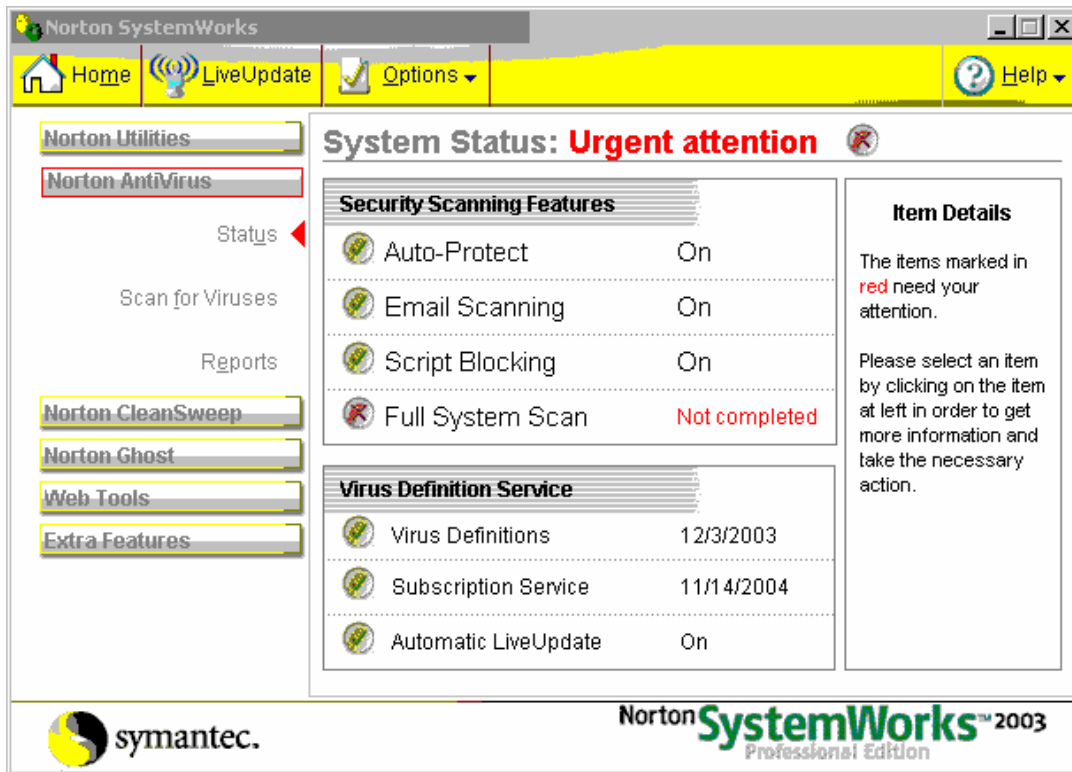 Norton SystemWorks
Home
LiveUpdate
Options
Help
Norton Utilities
Norton AntiVirus
Status
Scan for Viruses
Reports
Norton CleanSweep
Norton Ghost
Web Tools
Extra Features
System Status: Urgent attention
Security Scanning Features
Auto-Protect On
Email Scanning On
Script Blocking On
Full System Scan Not completed
Virus Definition Service
Virus Definitions 12/3/2003
Subscription Service 11/14/2004
Automatic LiveUpdate On
Item Details
The items marked in
red need your
attention.
Please select an item
by clicking on the item
at left in order to get
more information and
take the necessary
action.
symantec.
Norton SystemWorks™ 2003
Professional Edition